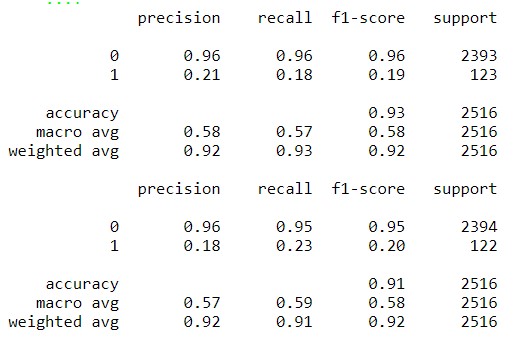 precision recall f1-score support
0 0.96 0.96 0.96 2393
1 0.21 0.18 0.19 123
accuracy 0.93 2516
macro avg 0.58 0.57 0.58 2516
weighted avg 0.92 0.93 0.92 2516
precision recall f1-score support
0 0.96 0.95 0.95 2394
1 0.18 0.23 0.20 122
accuracy 0.91 2516
macro avg 0.57 0.59 0.58 2516
weighted avg 0.92 0.91 0.92 2516